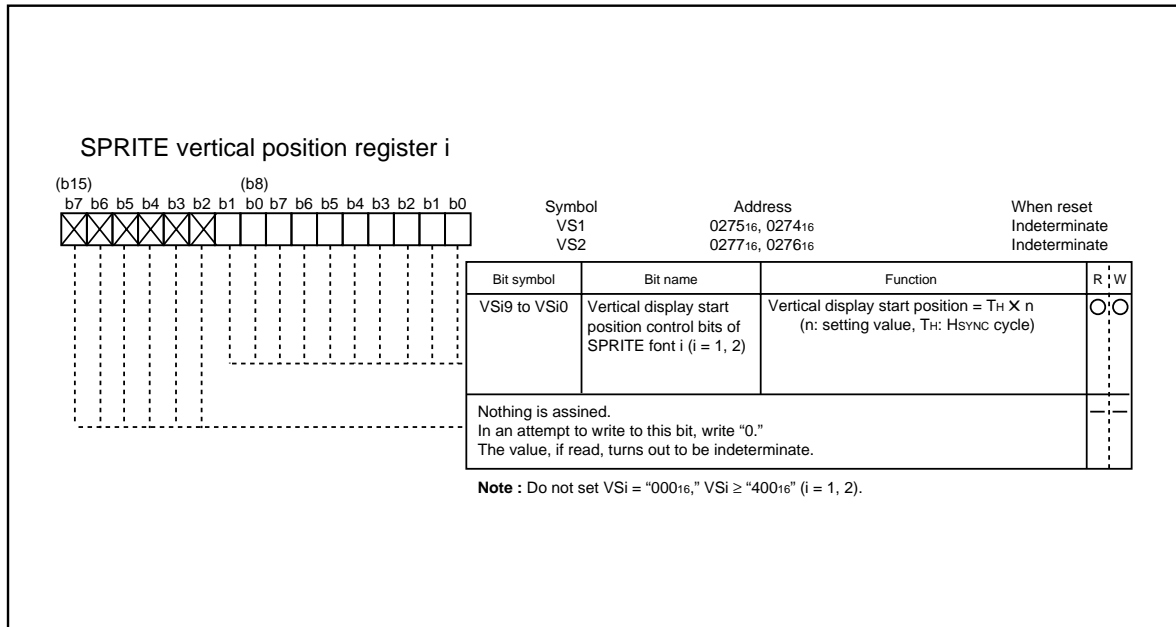 SPRITE vertical position register i
(b15) (b8)
b7 b6 b5 b4 b3 b2 b1 b0 b7 b6 b5 b4 b3 b2 b1 b0
Symbol Address When reset
VS1 027516, 027416 Indeterminate
VS2 027716, 027616 Indeterminate
Bit symbol Bit name Function R W
VSi9 to VSi0 Vertical display start Vertical display start position = TH X n
position control bits of (n: setting value, TH: HSYNC cycle)
SPRITE font i (i = 1, 2)
Nothing is assined.
In an attempt to write to this bit, write “0.”
The value, if read, turns out to be indeterminate.
Note : Do not set VSi = “00016,” VSi ≥ “40016” (i = 1, 2).